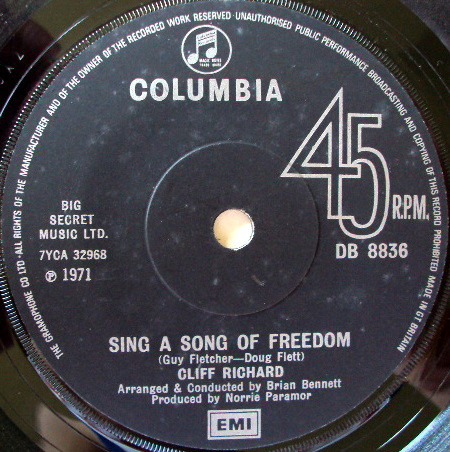 THE GRAMOPHONE CO LTD·ALL RIGHTS OF THE MANUFACTURER AND OF THE OWNER OF THE RECORDED WORK RESERVED·UNAUTHORISED PUBLIC PERFORMANCE BROADCASTING AND COPYING OF THIS RECORD PROHIBITED·MADE IN GT BRITAIN
COLUMBIA
45
R.P.M.
DB 8836
BIG
SECRET
MUSIC LTD.
7YCA 32968
℗ 1971
SING A SONG OF FREEDOM
(Guy Fletcher—Doug Flett)
CLIFF RICHARD
Arranged & Conducted by Brian Bennett
Produced by Norrie Paramor
EMI